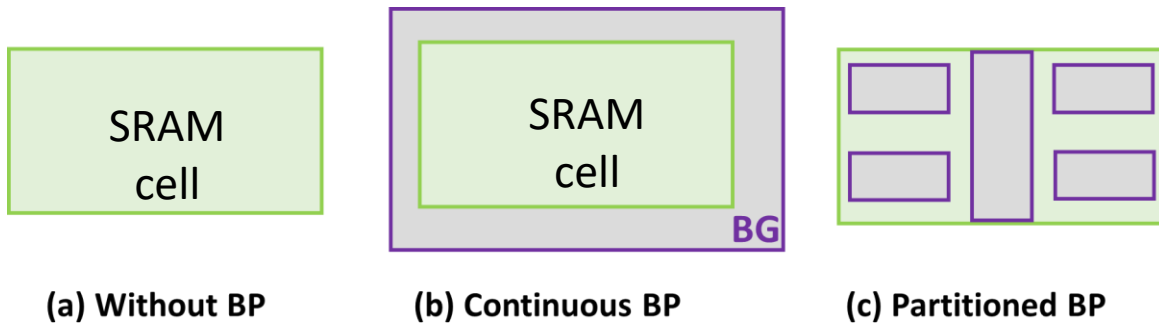 SRAM
cell
SRAM
cell
BG
(a) Without BP
(b) Continuous BP
(c) Partitioned BP